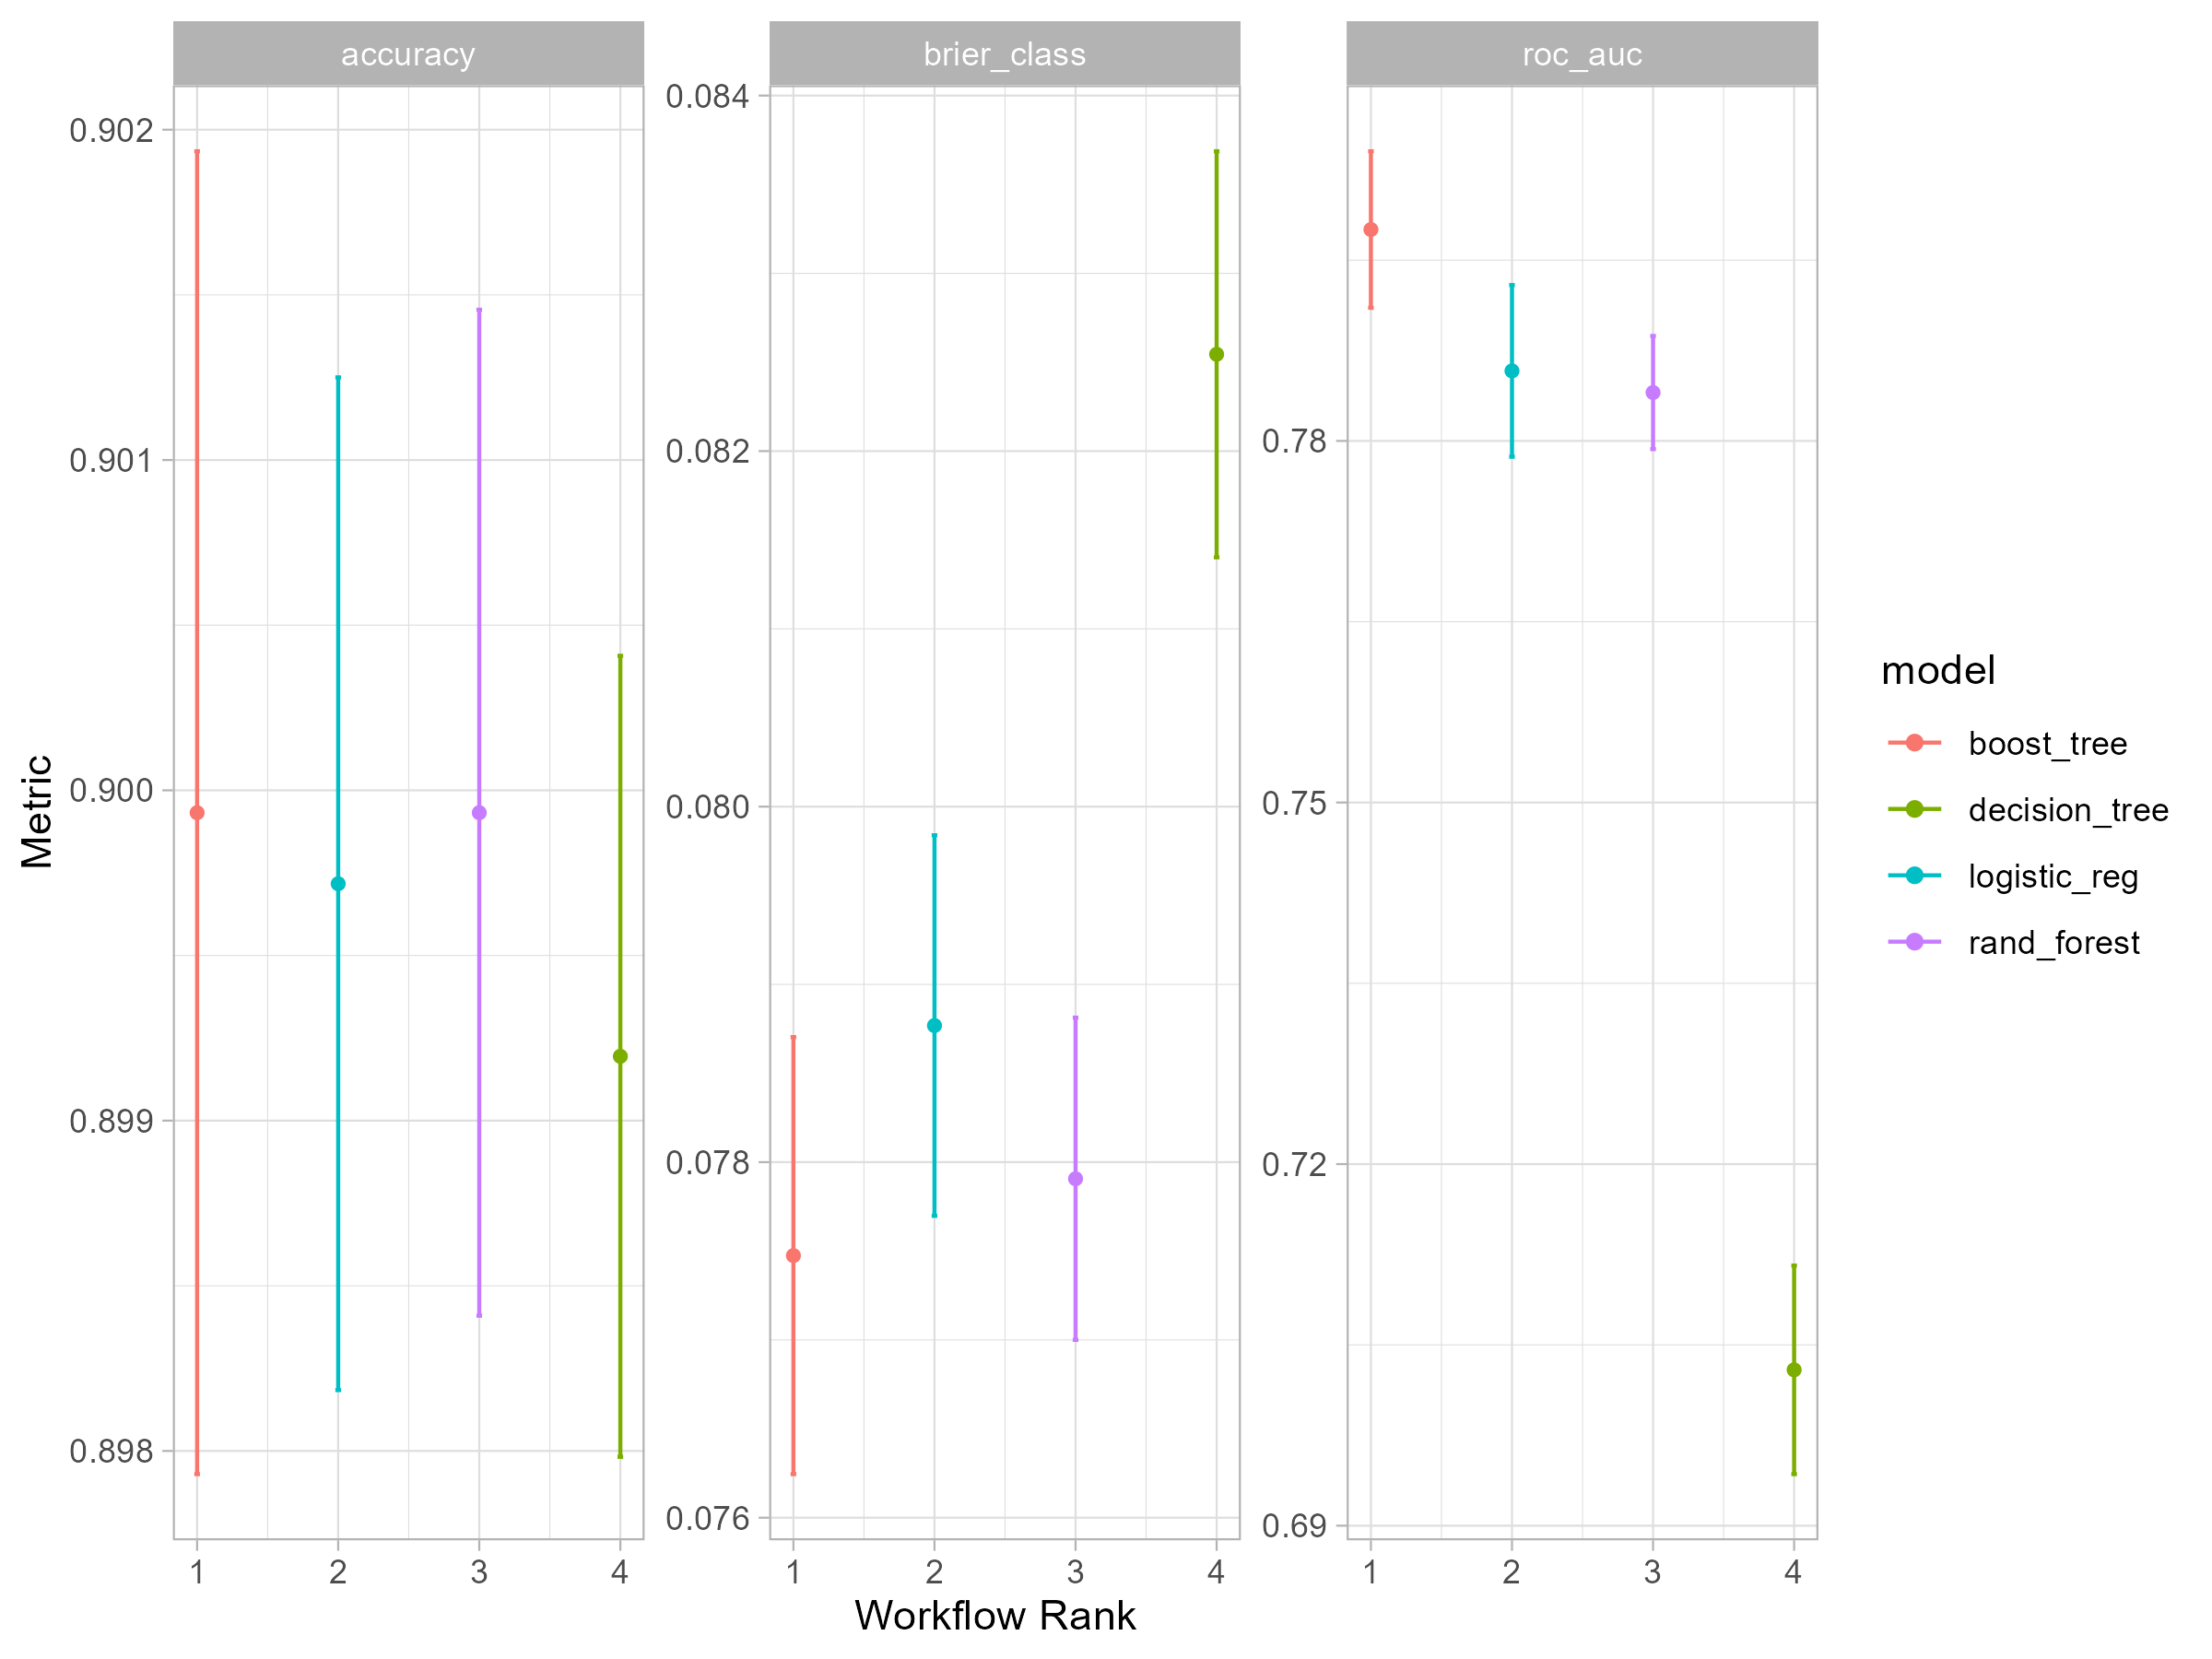 accuracy
brier_class
roc_auc
0.902
0.901
0.900
0.899
0.898
0.084
0.082
0.080
0.078
0.076
0.78
0.75
0.72
0.69
1 2 3 4
1 2 3 4
1 2 3 4
Metric
Workflow Rank
model
boost_tree
decision_tree
logistic_reg
rand_forest